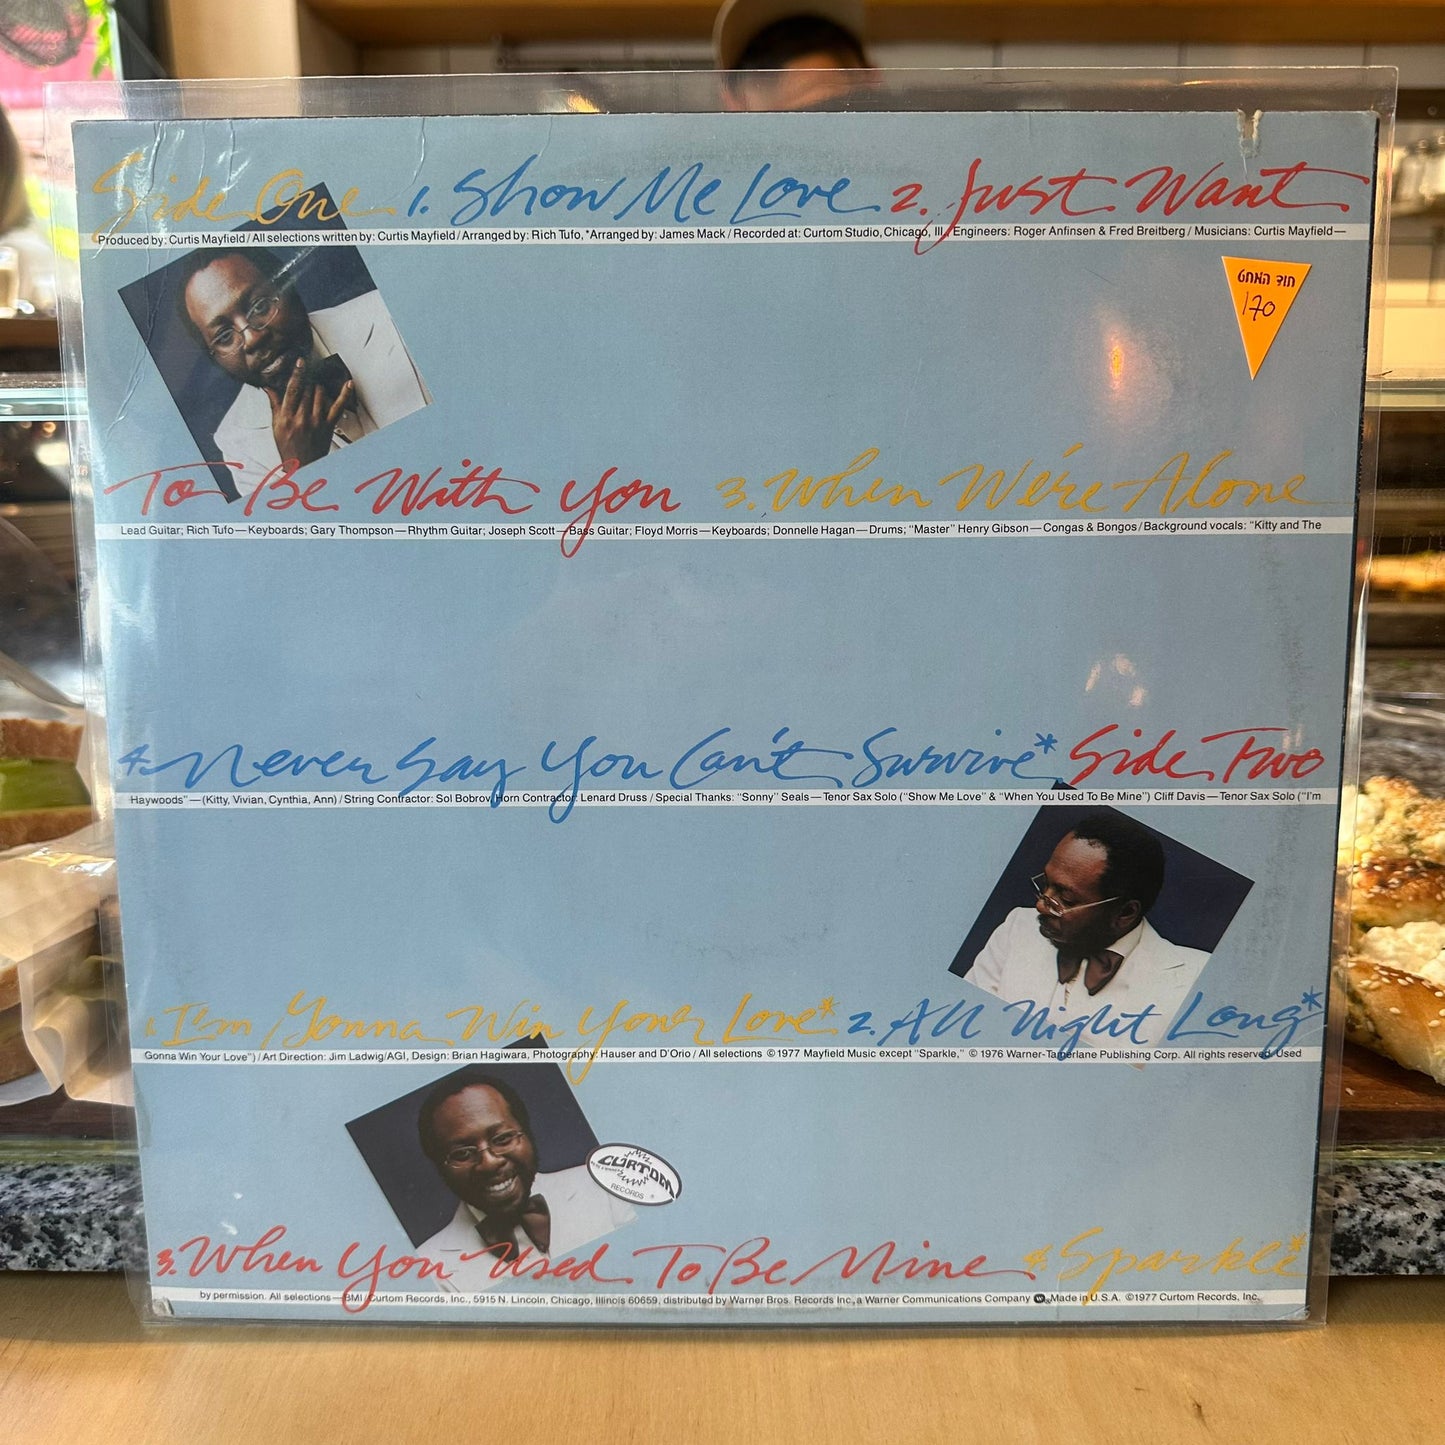 Side One 1. Show Me Love 2. Just Want
Produced by: Curtis Mayfield / All selections written by: Curtis Mayfield / Arranged by: Rich Tufo, *Arranged by: James Mack / Recorded at: Curtom Studio, Chicago, Ill. / Engineers: Roger Anfinsen & Fred Breitberg / Musicians: Curtis Mayfield—
חוד המחט
170
To Be With You 3. When We're Alone
Lead Guitar; Rich Tufo—Keyboards; Gary Thompson—Rhythm Guitar; Joseph Scott—Bass Guitar; Floyd Morris—Keyboards; Donnelle Hagan—Drums; "Master" Henry Gibson—Congas & Bongos / Background vocals: "Kitty and The
4. Never Say You Can't Survive* Side Two
Haywoods"—(Kitty, Vivian, Cynthia, Ann) / String Contractor: Sol Bobrov, Horn Contractor: Lenard Druss / Special Thanks: "Sonny" Seals—Tenor Sax Solo ("Show Me Love" & "When You Used To Be Mine") Cliff Davis—Tenor Sax Solo ("I'm
1. I'm Gonna Win Your Love* 2. All Night Long*
Gonna Win Your Love") / Art Direction: Jim Ladwig/AGI, Design: Brian Hagiwara, Photography: Hauser and D'Orio / All selections ©1977 Mayfield Music except "Sparkle," © 1976 Warner-Tamerlane Publishing Corp. All rights reserved. Used
CURTOM
RECORDS ®
3. When You Used To Be Mine 4. Sparkle*
by permission. All selections—BMI / Curtom Records, Inc., 5915 N. Lincoln, Chicago, Illinois 60659, distributed by Warner Bros. Records Inc., a Warner Communications Company W ® Made in U.S.A. ©1977 Curtom Records, Inc.